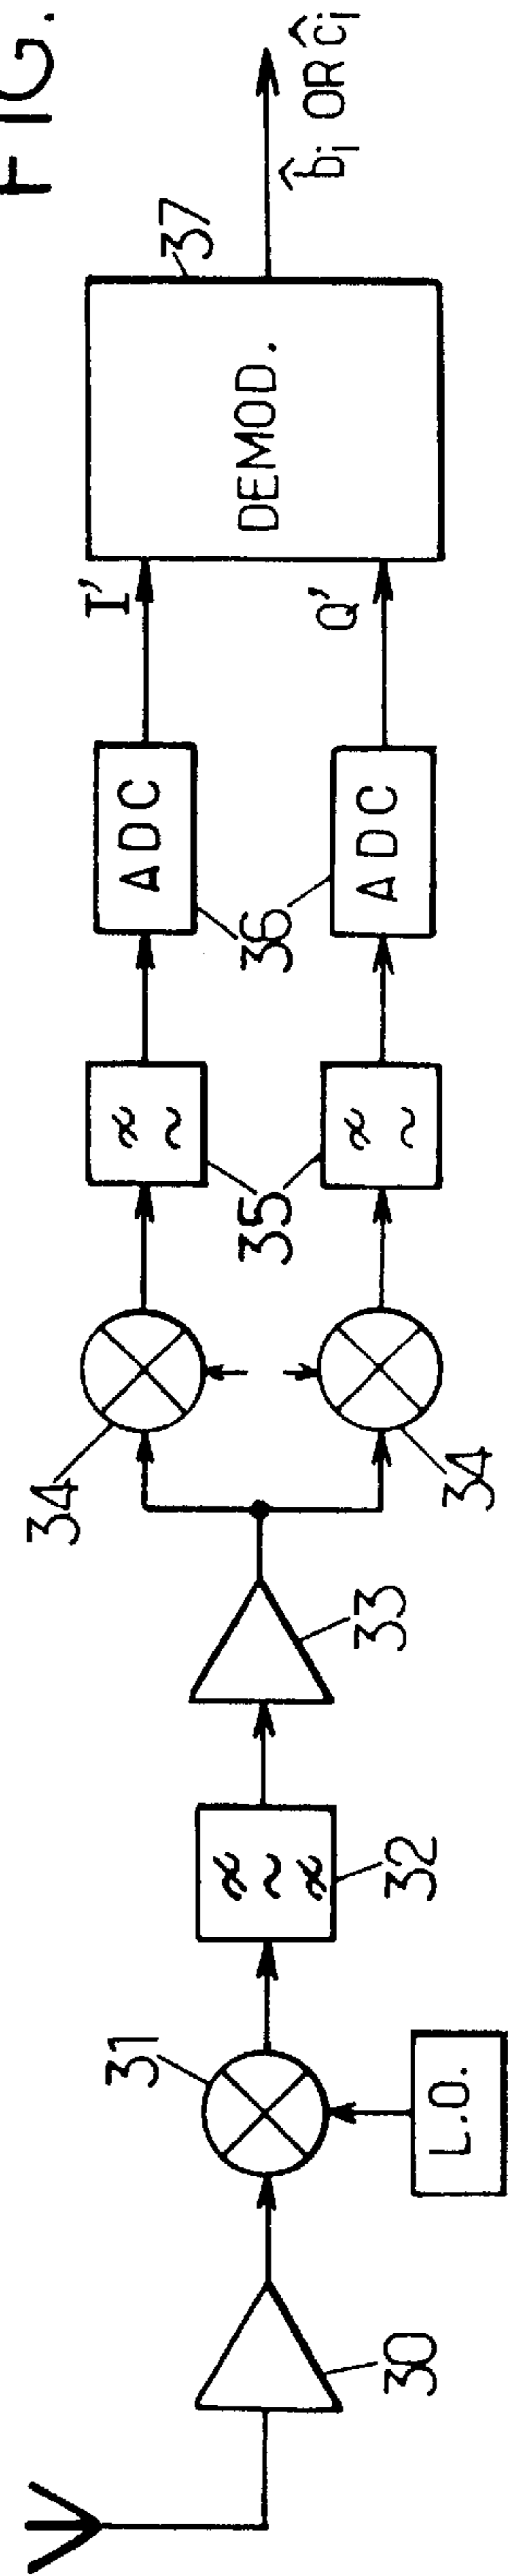 FIG.
30
31
L.O.
32
33
34
34
35
36
ADC
ADC
I'
Q'
DEMOD.
37
b̂i OR ĉi